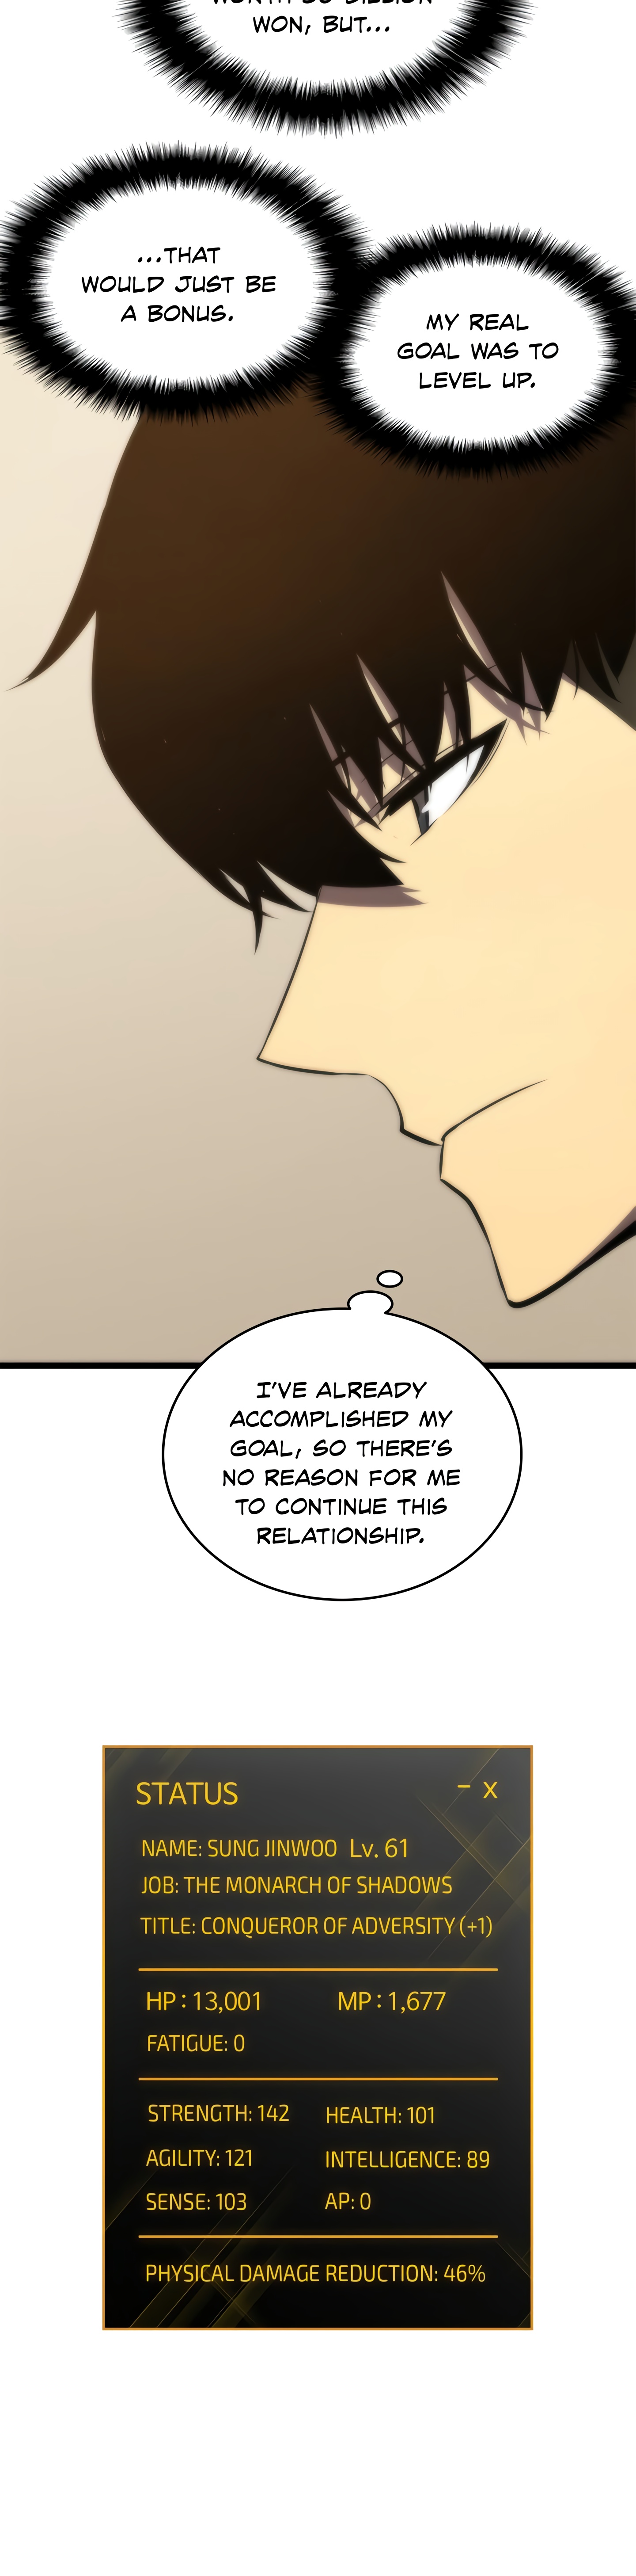 WON, BUT...
...THAT
WOULD JUST BE
A BONUS.
MY REAL
GOAL WAS TO
LEVEL UP.
I'VE ALREADY
ACCOMPLISHED MY
GOAL, SO THERE'S
NO REASON FOR ME
TO CONTINUE THIS
RELATIONSHIP.
STATUS
- X
NAME: SUNG JINWOO Lv. 61
JOB: THE MONARCH OF SHADOWS
TITLE: CONQUEROR OF ADVERSITY (+1)
HP : 13,001 MP : 1,677
FATIGUE: 0
STRENGTH: 142 HEALTH: 101
AGILITY: 121 INTELLIGENCE: 89
SENSE: 103 AP: 0
PHYSICAL DAMAGE REDUCTION: 46%